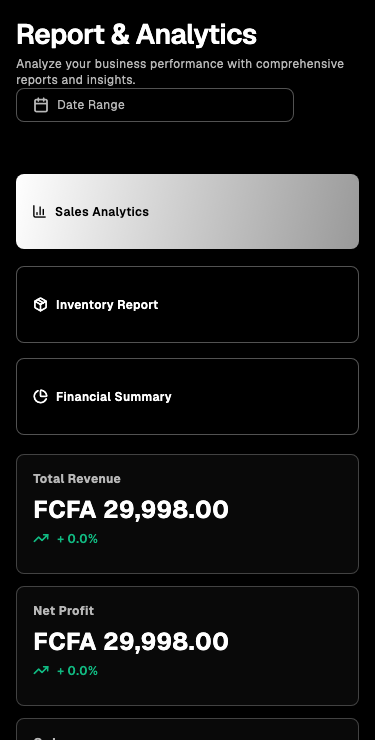 Report & Analytics
Analyze your business performance with comprehensive
reports and insights.
Date Range
Sales Analytics
Inventory Report
Financial Summary
Total Revenue
FCFA 29,998.00
+ 0.0%
Net Profit
FCFA 29,998.00
+ 0.0%